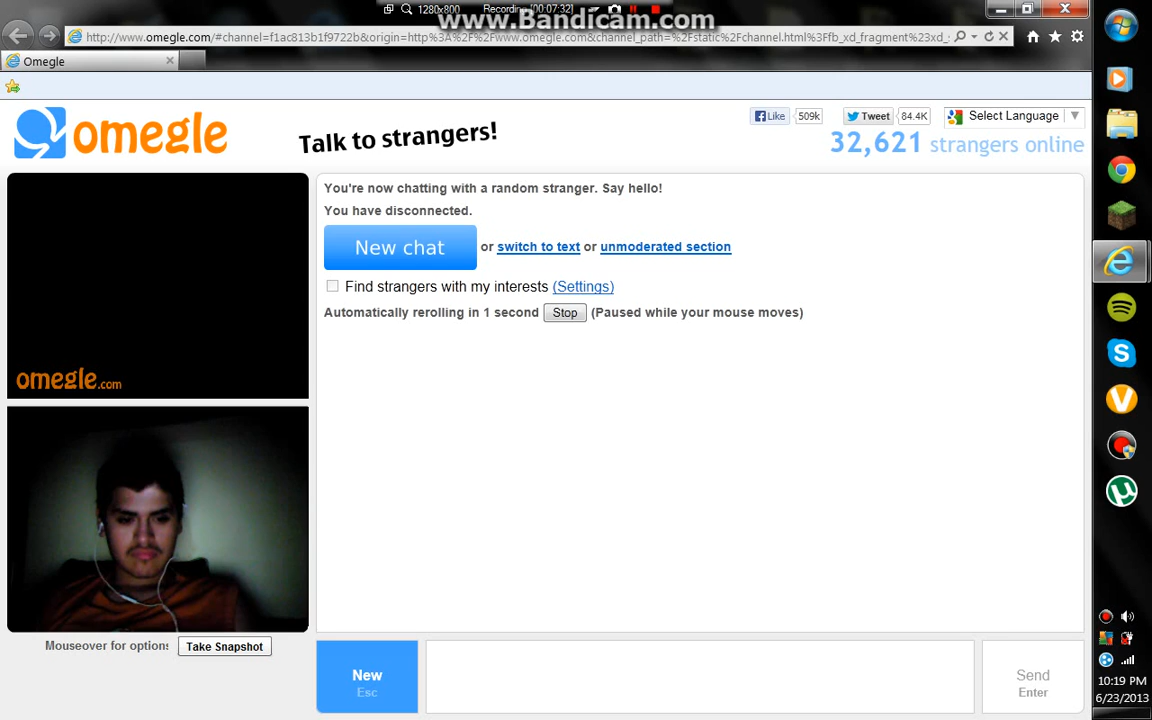 1280x800
Recording [00:07:32]
www.Bandicam.com
http://www.omegle.com/#channel=f1ac813b1f9722b&origin=http%3A%2F%2Fwww.omegle.com&channel_path=%2Fstatic%2Fchannel.html%3Ffb_xd_fragment%23xd_
Omegle
omegle
Talk to strangers!
Like
509k
Tweet
84.4K
Select Language
32,621 strangers online
You're now chatting with a random stranger. Say hello!
You have disconnected.
New chat or switch to text or unmoderated section
Find strangers with my interests (Settings)
Automatically rerolling in 1 second Stop (Paused while your mouse moves)
omegle.com
Mouseover for options
Take Snapshot
New
Esc
Send
Enter
10:19 PM
6/23/2013